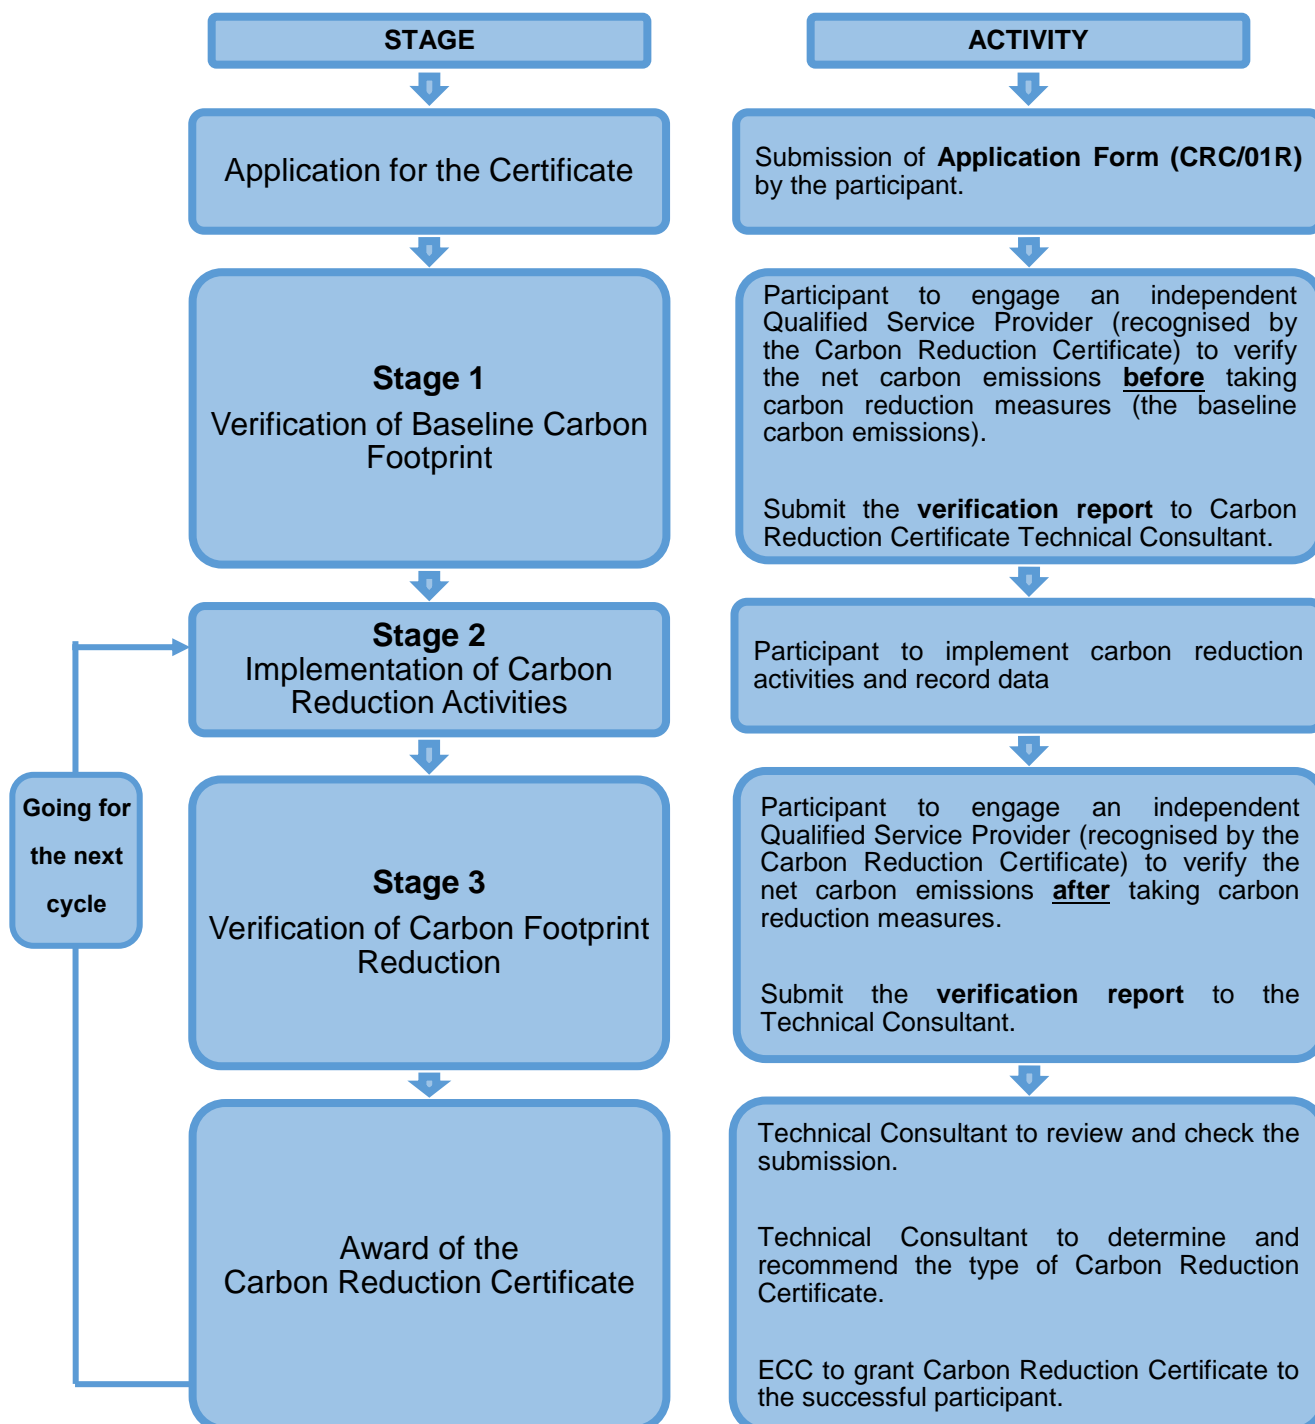 STAGE
ACTIVITY
Application for the Certificate
Submission of Application Form (CRC/01R)
by the participant.
Stage 1
Verification of Baseline Carbon
Footprint
Participant to engage an independent
Qualified Service Provider (recognised by
the Carbon Reduction Certificate) to verify
the net carbon emissions before taking
carbon reduction measures (the baseline
carbon emissions).
Submit the verification report to Carbon
Reduction Certificate Technical Consultant.
Stage 2
Implementation of Carbon
Reduction Activities
Participant to implement carbon reduction
activities and record data
Going for
the next
cycle
Stage 3
Verification of Carbon Footprint
Reduction
Participant to engage an independent
Qualified Service Provider (recognised by the
Carbon Reduction Certificate) to verify the
net carbon emissions after taking carbon
reduction measures.
Submit the verification report to the
Technical Consultant.
Award of the
Carbon Reduction Certificate
Technical Consultant to review and check the
submission.
Technical Consultant to determine and
recommend the type of Carbon Reduction
Certificate.
ECC to grant Carbon Reduction Certificate to
the successful participant.